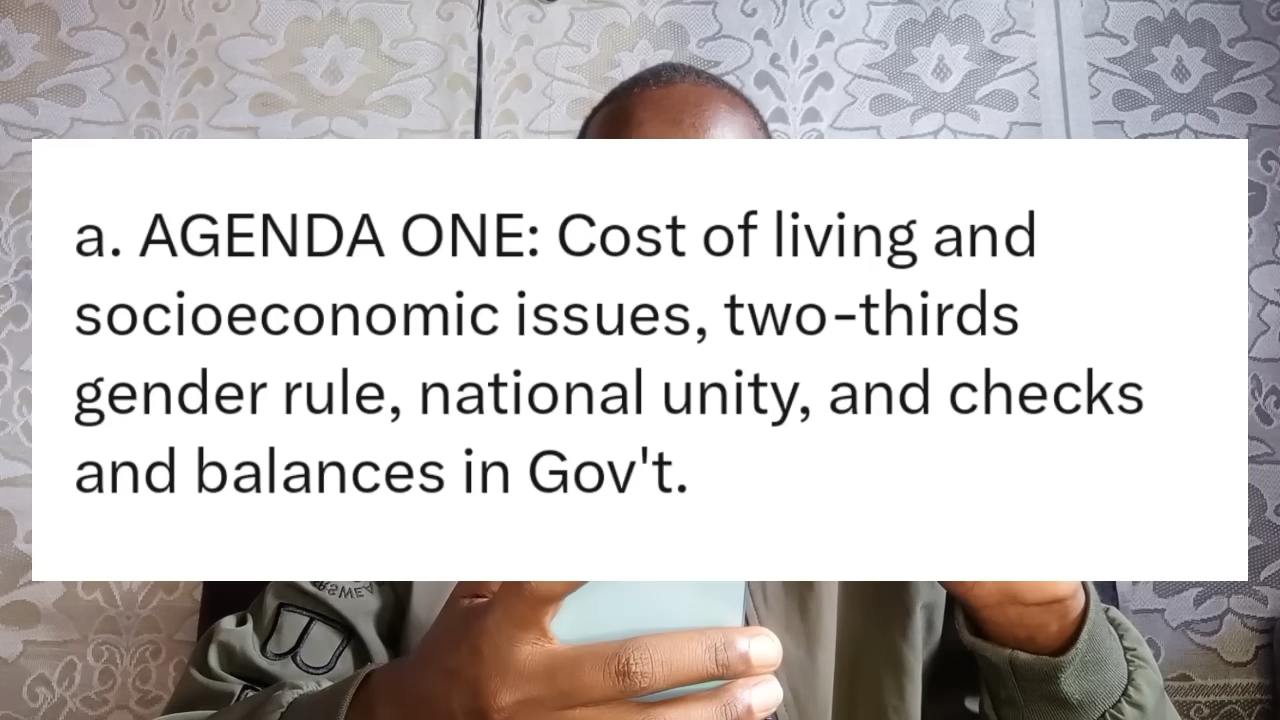 a. AGENDA ONE: Cost of living and
socioeconomic issues, two-thirds
gender rule, national unity, and checks
and balances in Gov't.